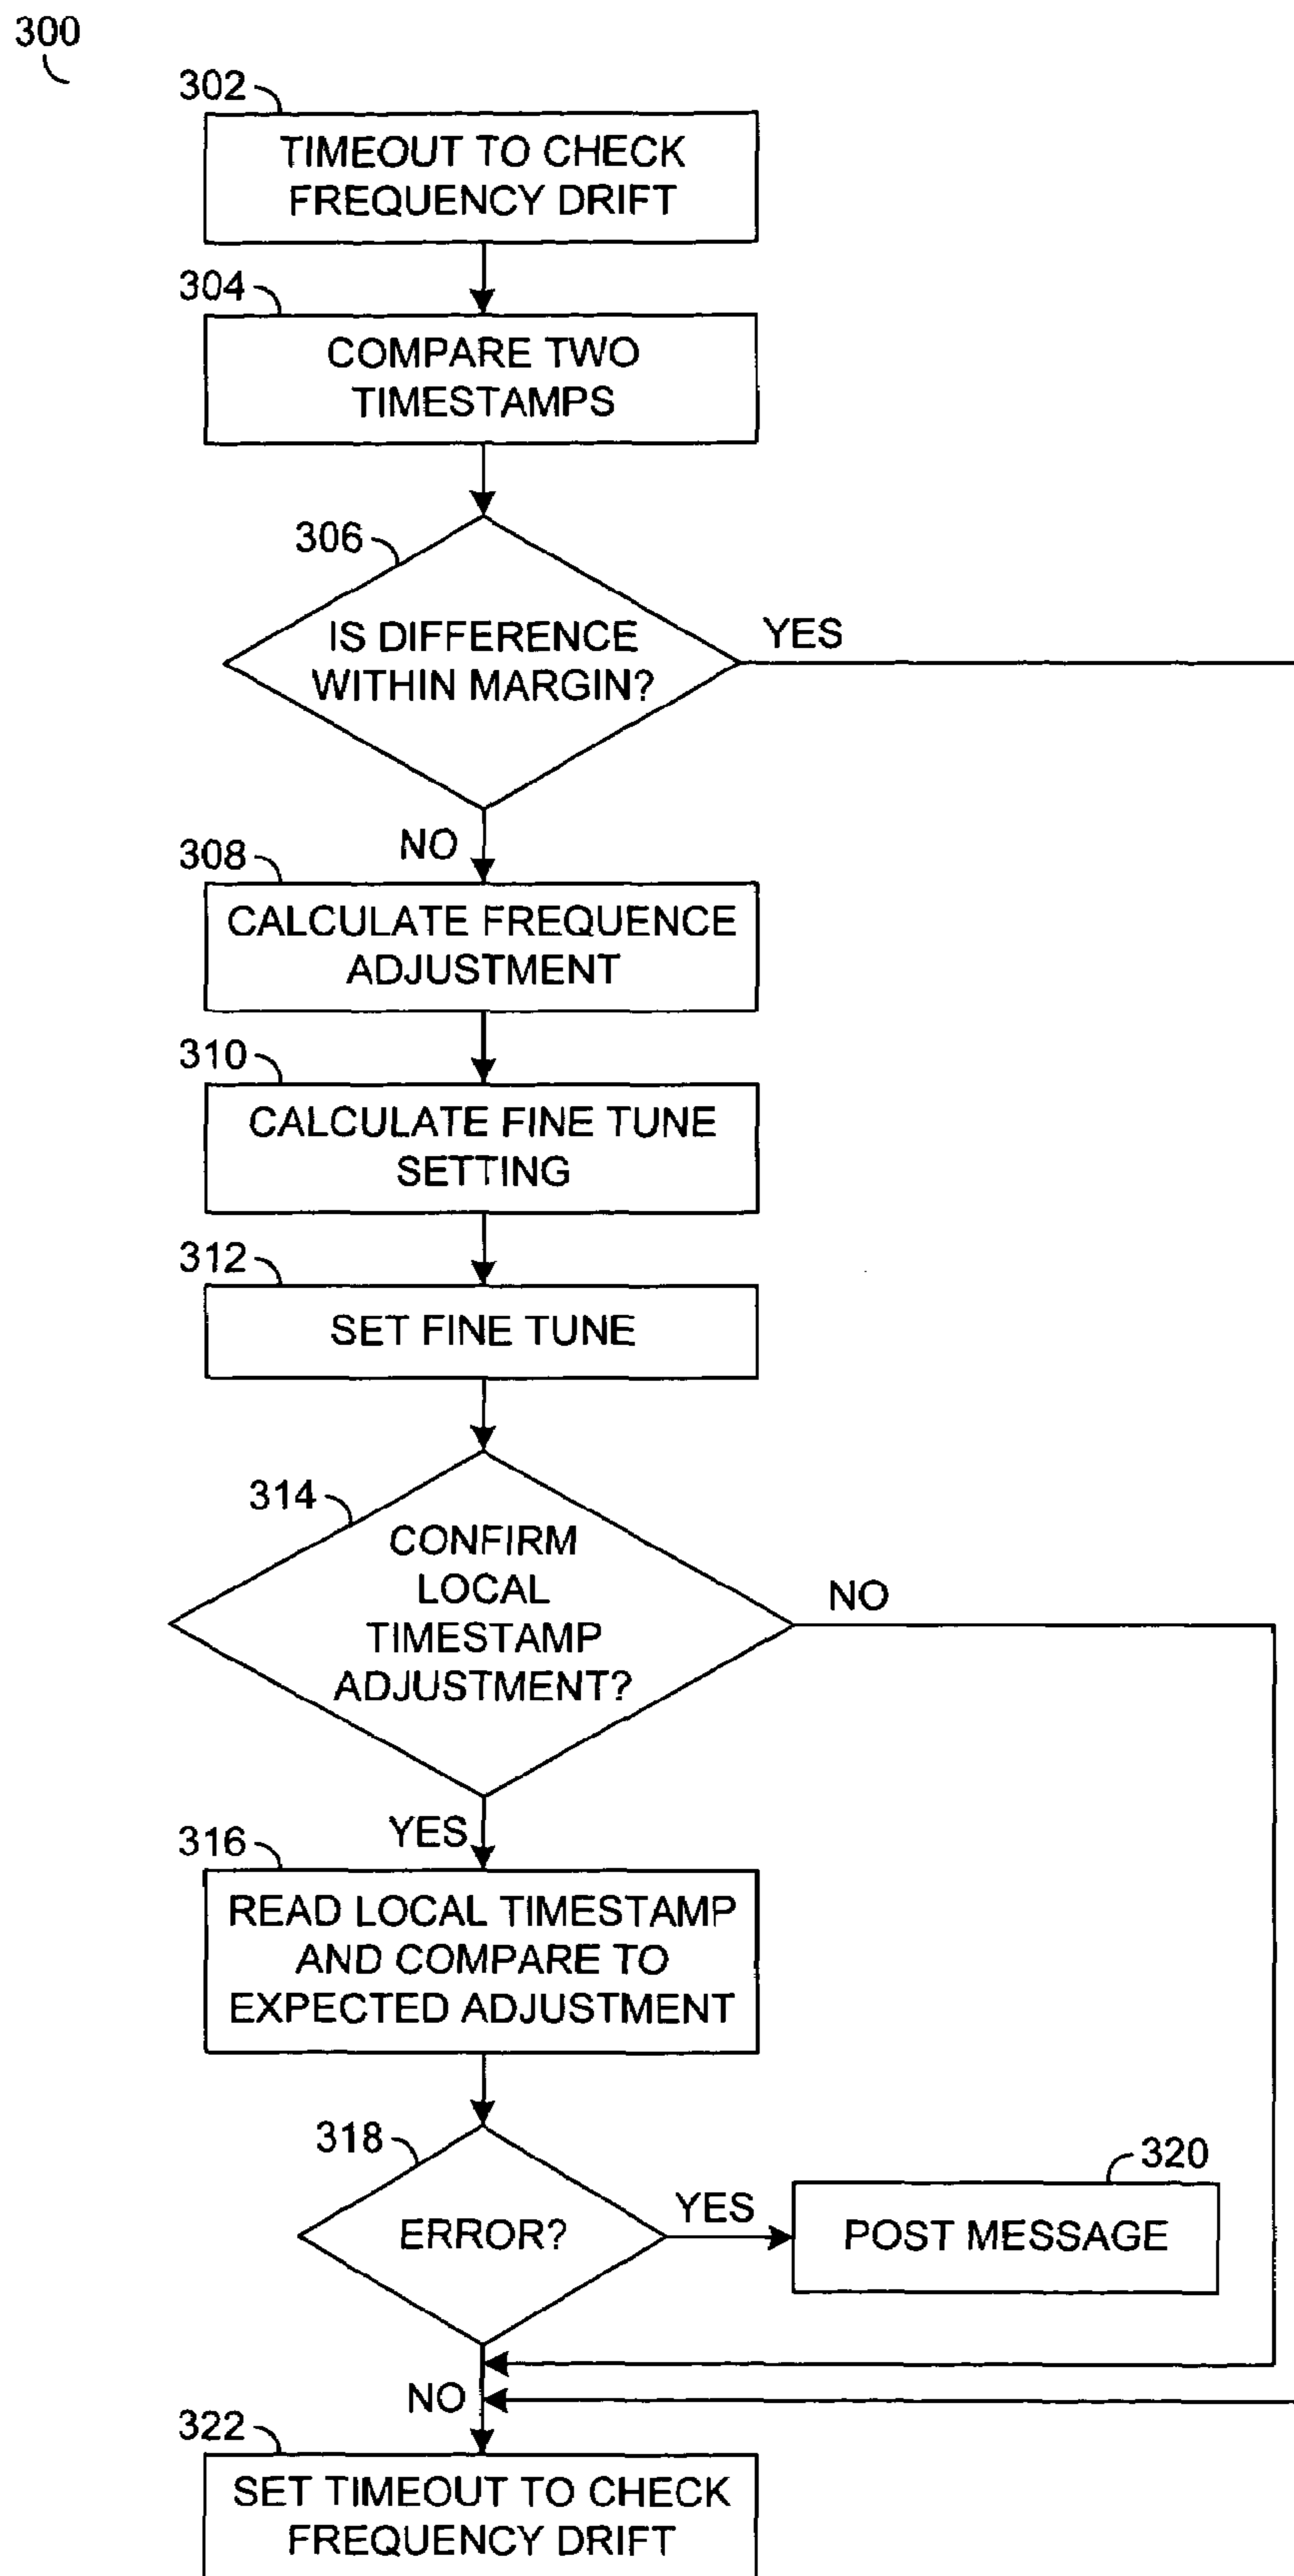 300
302
TIMEOUT TO CHECK
FREQUENCY DRIFT
304
COMPARE TWO
TIMESTAMPS
306
IS DIFFERENCE
WITHIN MARGIN?
YES
NO
308
CALCULATE FREQUENCE
ADJUSTMENT
310
CALCULATE FINE TUNE
SETTING
312
SET FINE TUNE
314
CONFIRM
LOCAL
TIMESTAMP
ADJUSTMENT?
NO
YES
316
READ LOCAL TIMESTAMP
AND COMPARE TO
EXPECTED ADJUSTMENT
318
ERROR?
YES
320
POST MESSAGE
NO
322
SET TIMEOUT TO CHECK
FREQUENCY DRIFT